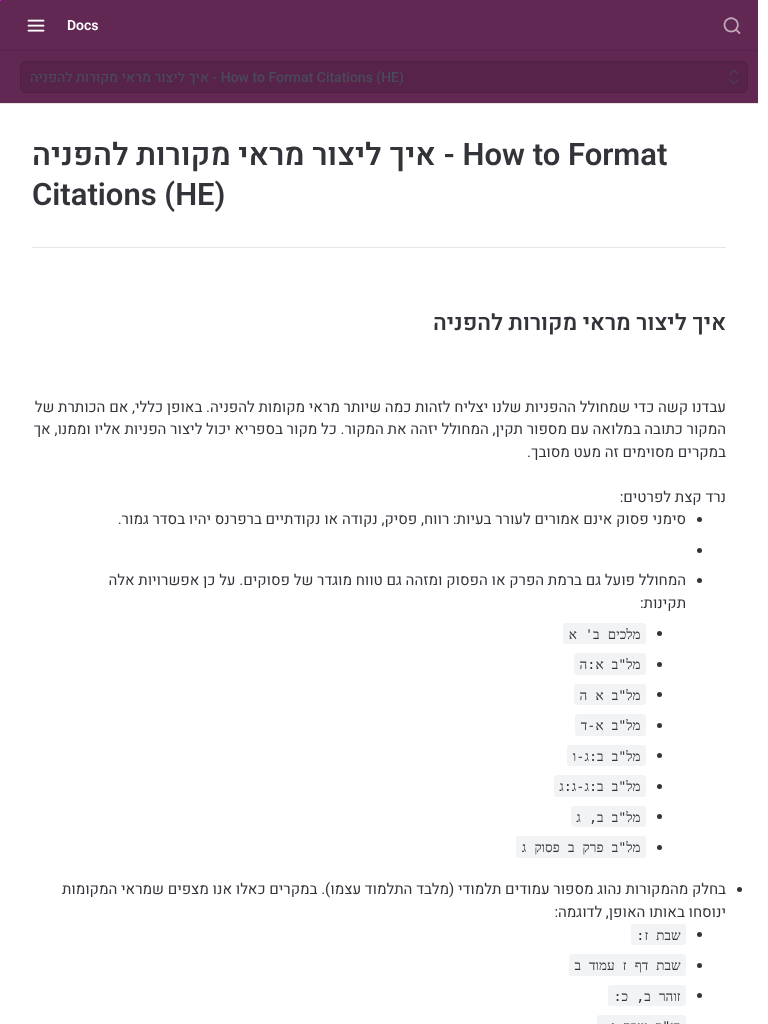 Docs
איך ליצור מראי מקורות להפניה - How to Format Citations (HE)
איך ליצור מראי מקורות להפניה - How to Format
Citations (HE)
איך ליצור מראי מקורות להפניה
עבדנו קשה כדי שמחולל ההפניות שלנו יצליח לזהות כמה שיותר מראי מקומות להפניה. באופן כללי, אם הכותרת של
המקור כתובה במלואה עם מספור תקין, המחולל יזהה את המקור. כל מקור בספריא יכול ליצור הפניות אליו וממנו, אך
במקרים מסוימים זה מעט מסובך.
נרד קצת לפרטים:
סימני פסוק אינם אמורים לעורר בעיות: רווח, פסיק, נקודה או נקודתיים ברפרנס יהיו בסדר גמור.
המחולל פועל גם ברמת הפרק או הפסוק ומזהה גם טווח מוגדר של פסוקים. על כן אפשרויות אלה
תקינות:
מלכים ב' א
מל"ב א:ה
מל"ב א ה
מל"ב א-ד
מל"ב ב:ג-ו
מל"ב ב:ג-ג:ג
מל"ב ב, ג
מל"ב פרק ב פסוק ג
בחלק מהמקורות נהוג מספור עמודים תלמודי (מלבד התלמוד עצמו). במקרים כאלו אנו מצפים שמראי המקומות
ינוסחו באותו האופן, לדוגמה:
שבת ז:
שבת דף ז עמוד ב
זוהר ב, כ: